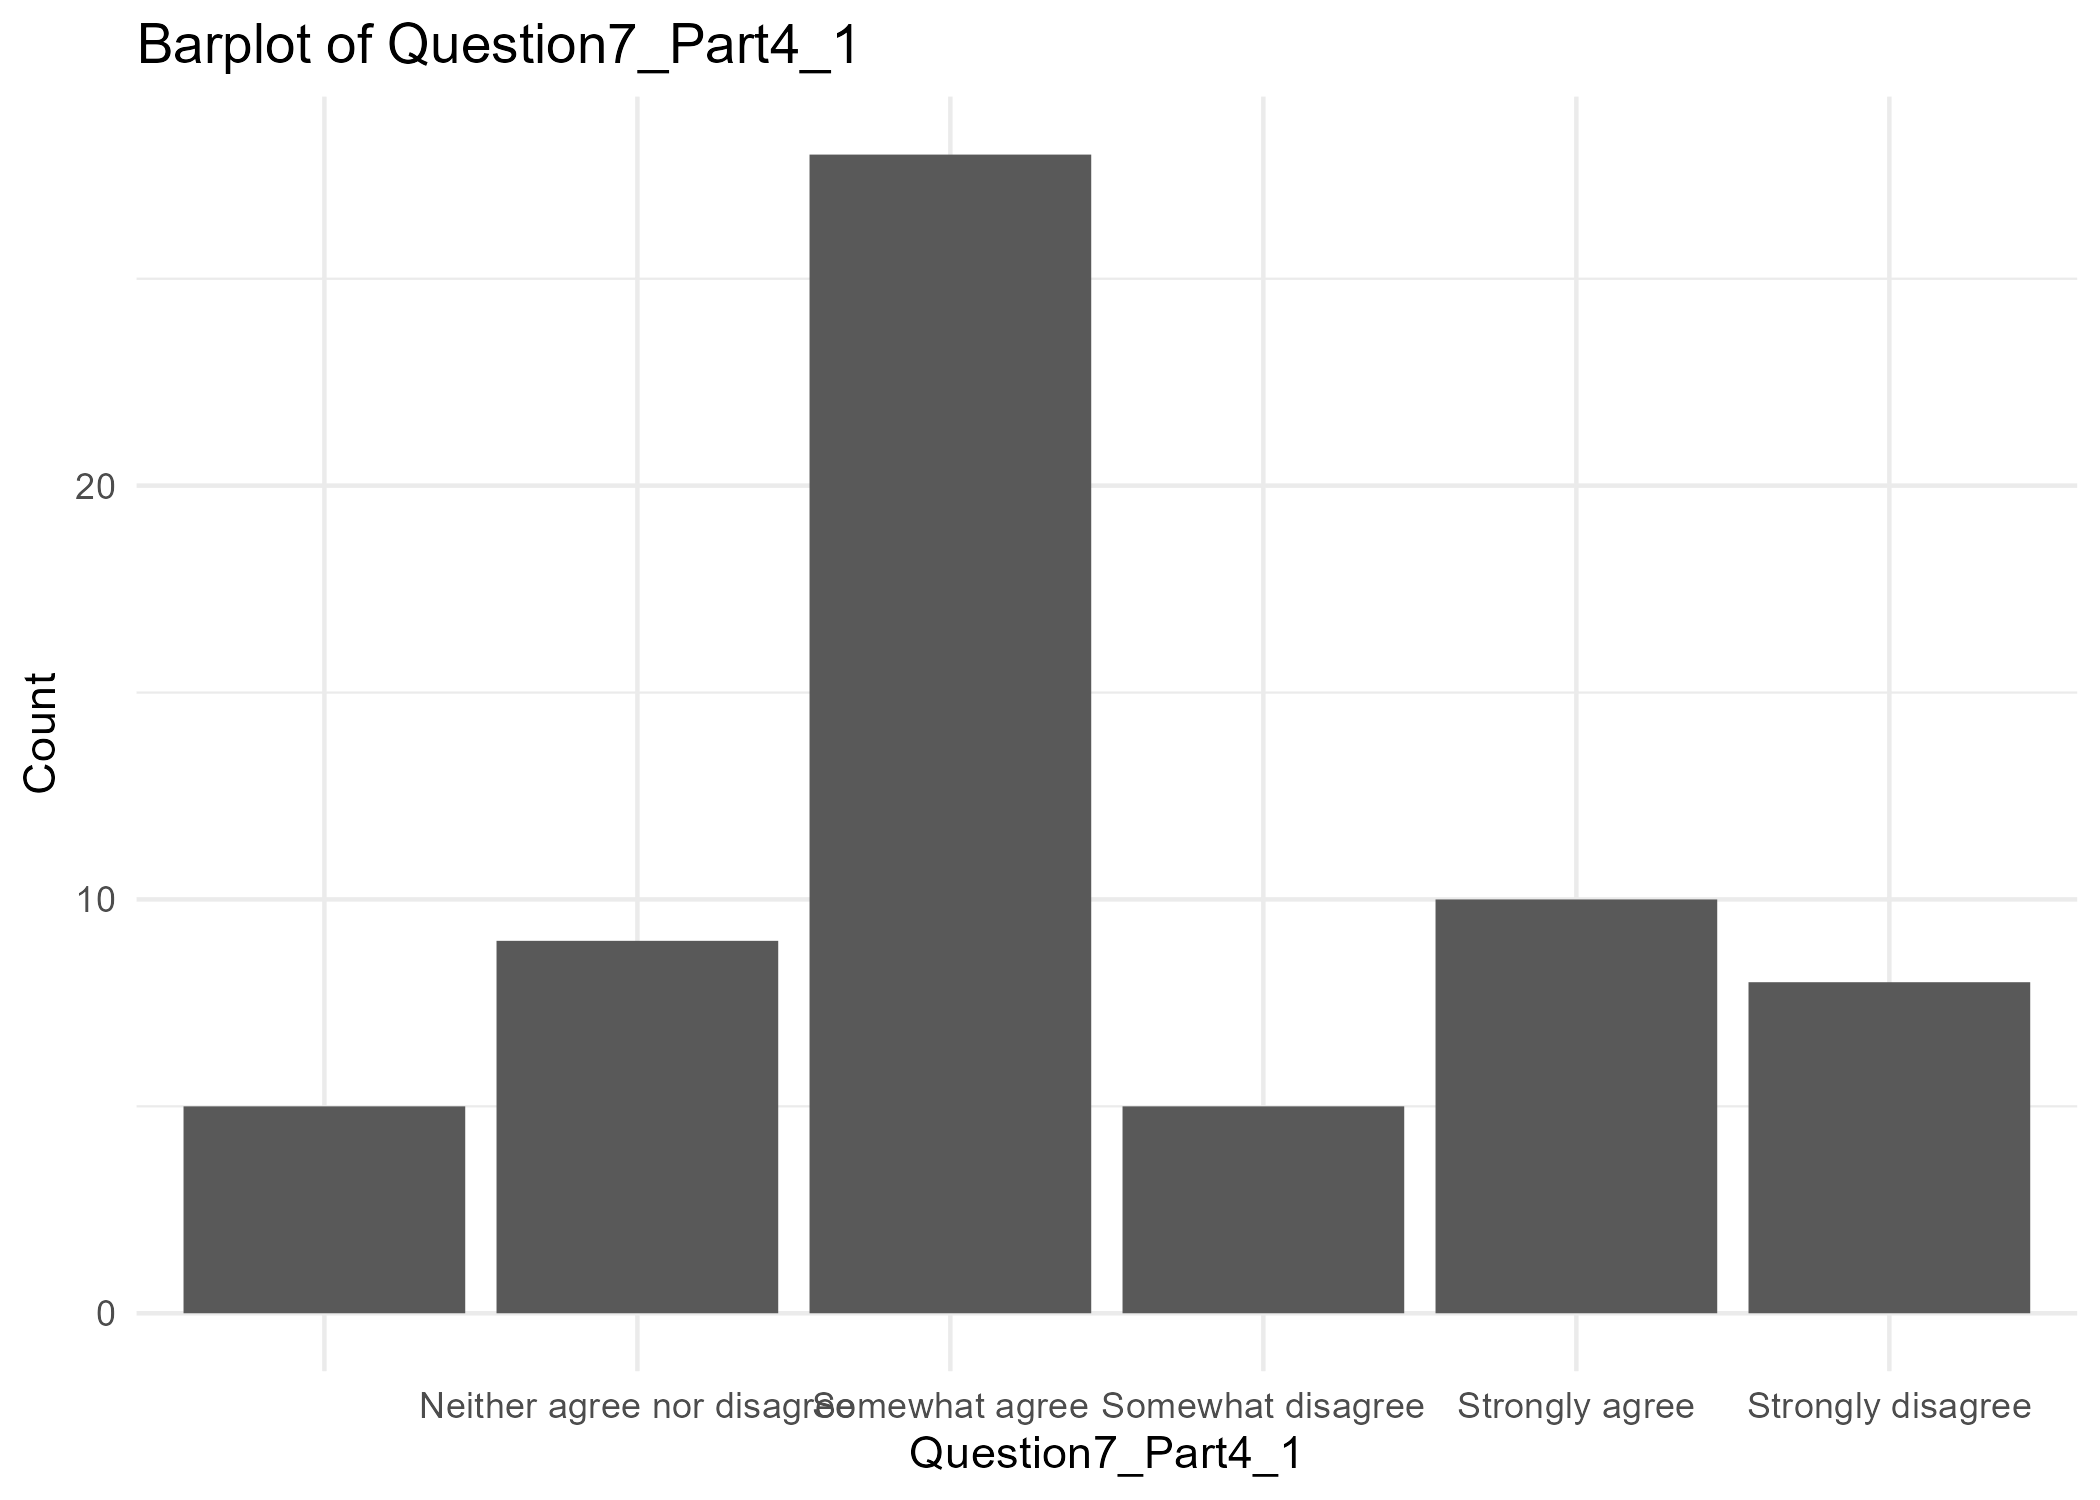 Barplot of Question7_Part4_1
Count
20
10
0
Neither agree nor disagree Somewhat agree Somewhat disagree Strongly agree Strongly disagree
Question7_Part4_1